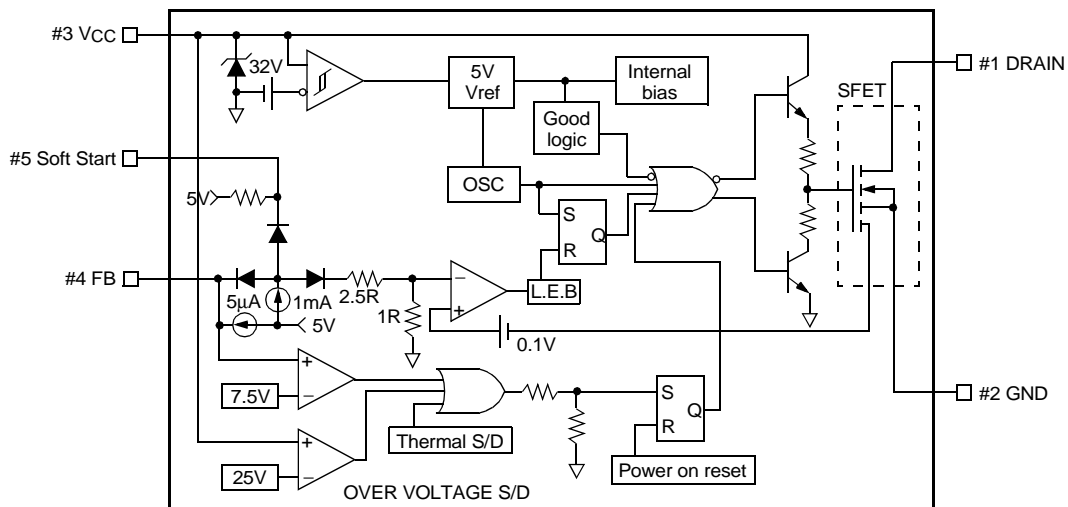 #3 VCC
32V
5V
Vref
Internal
bias
Good
logic
SFET
#1 DRAIN
#5 Soft Start
5V
OSC
S
R
Q
#4 FB
5µA
1mA
5V
2.5R
1R
−
+
L.E.B
0.1V
+
−
7.5V
Thermal S/D
S
R
Q
#2 GND
+
−
25V
Power on reset
OVER VOLTAGE S/D